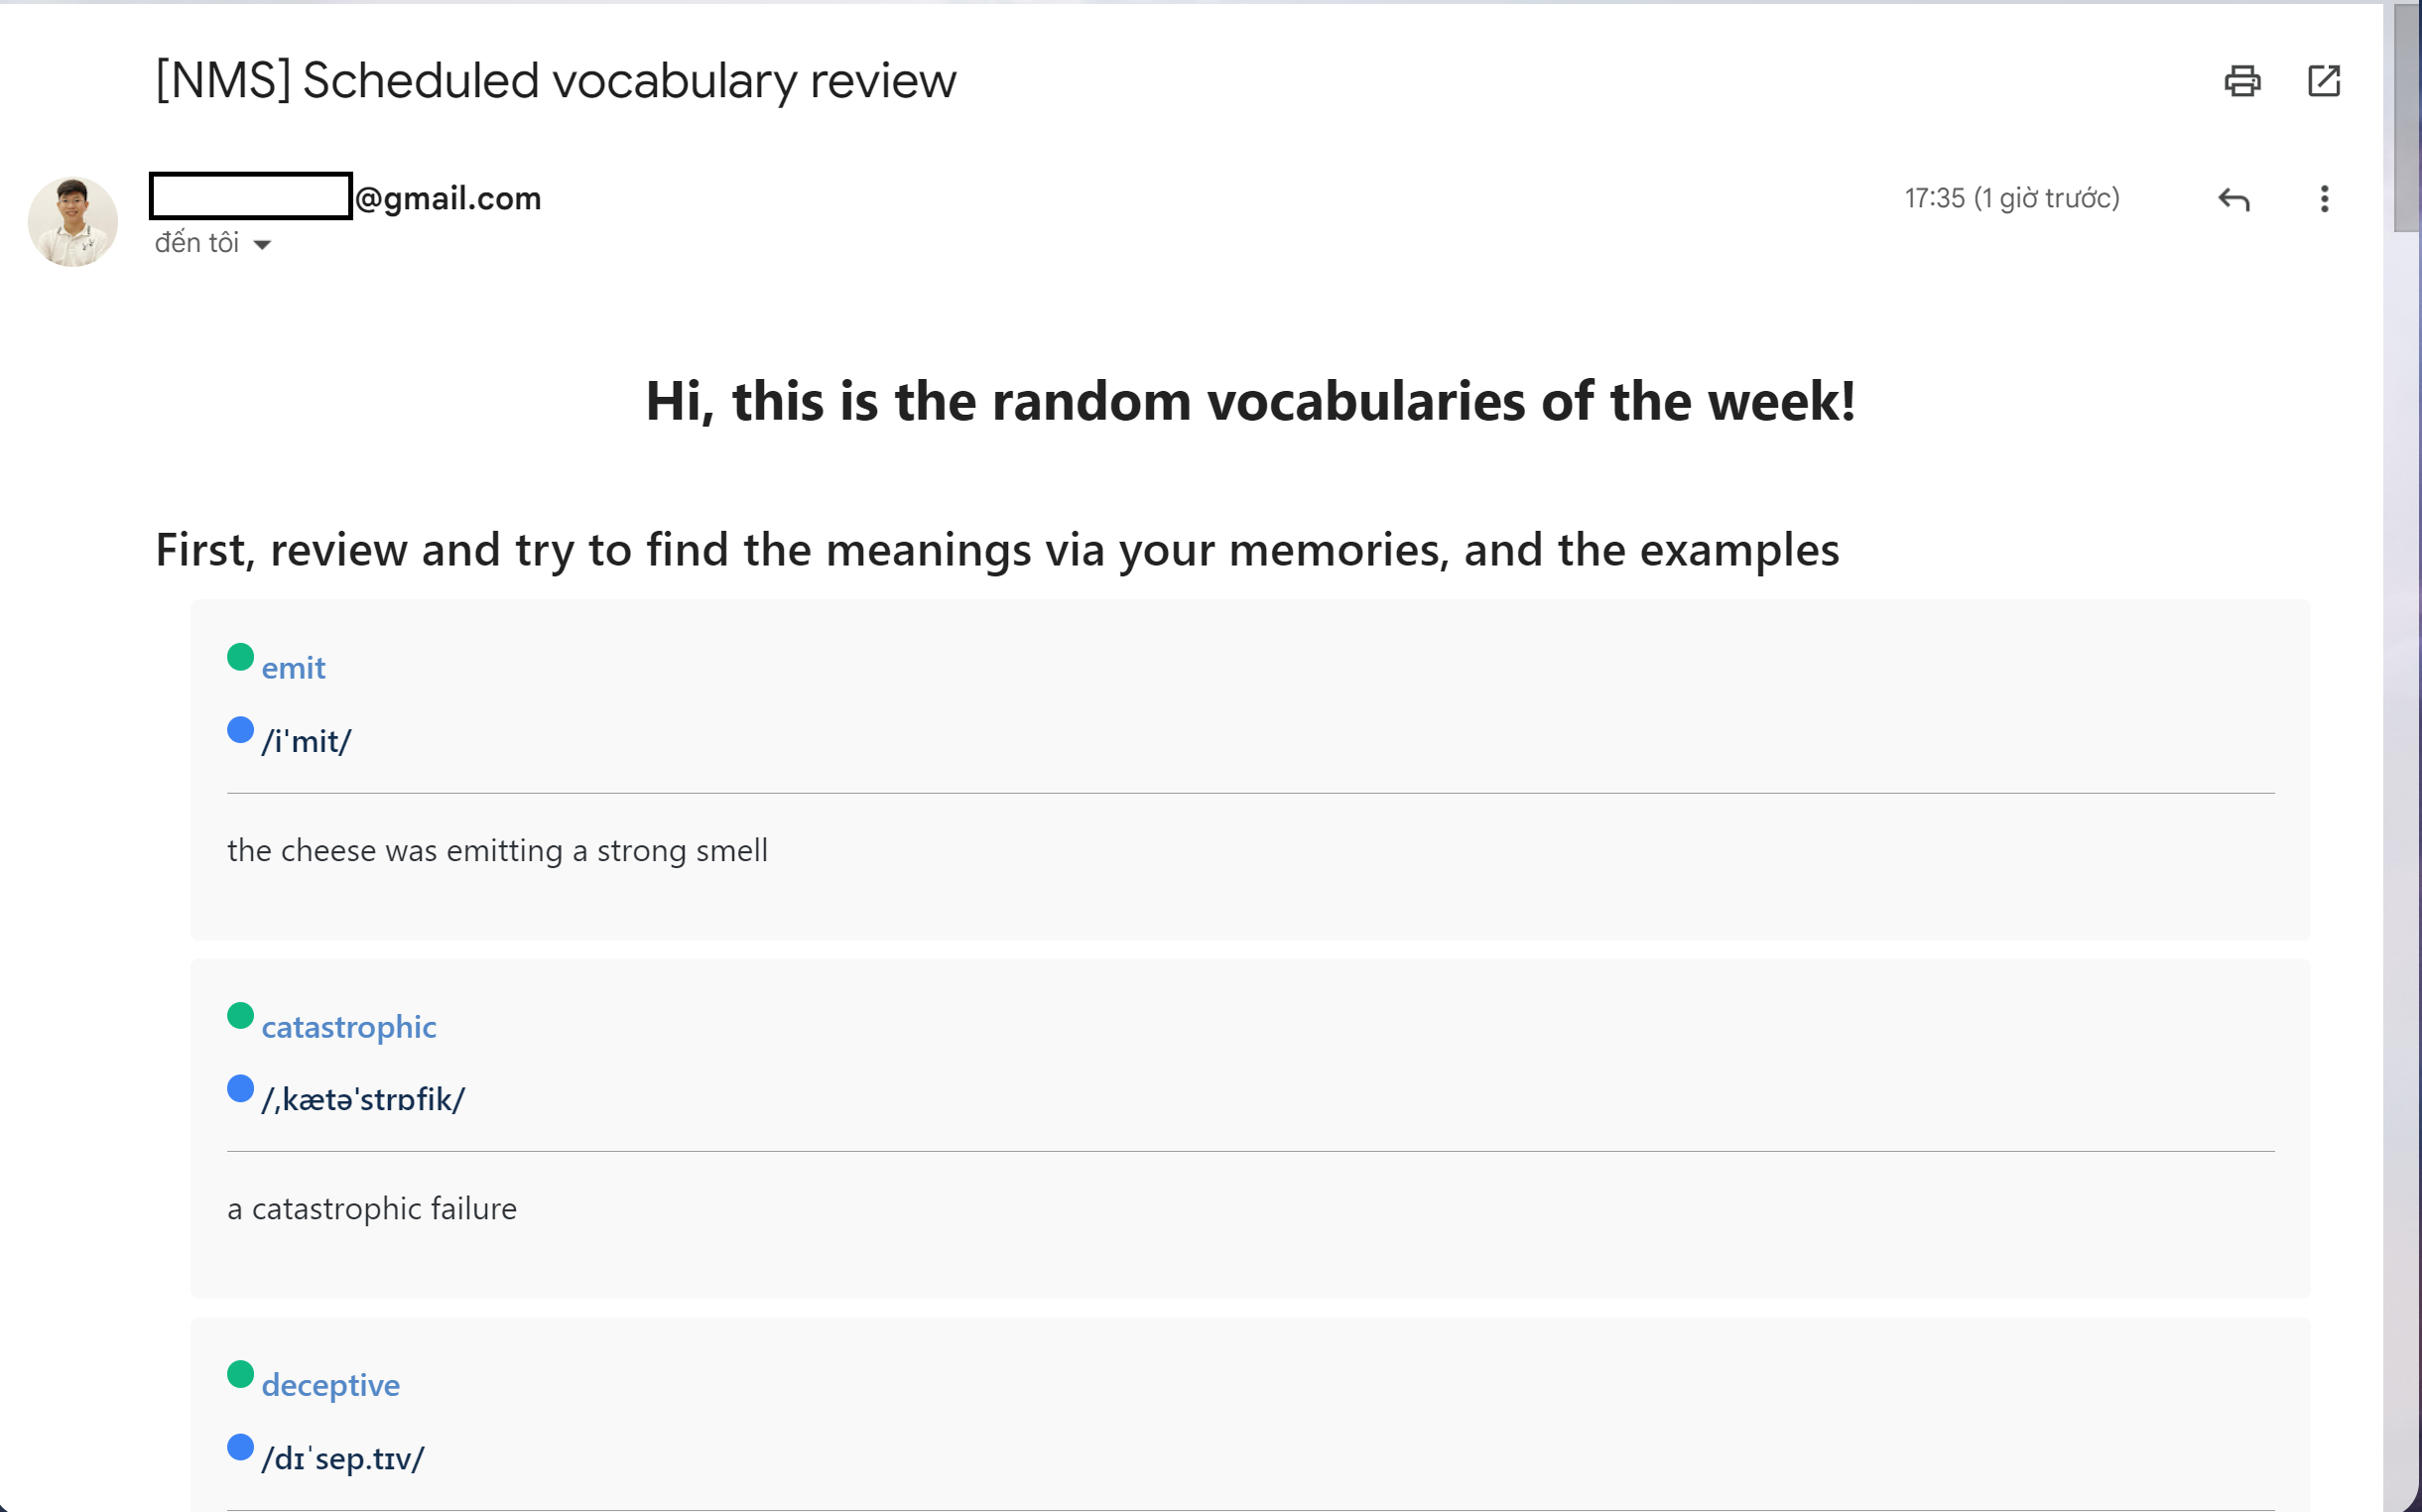 [NMS] Scheduled vocabulary review
@gmail.com
17:35 (1 giờ trước)
đến tôi
Hi, this is the random vocabularies of the week!
First, review and try to find the meanings via your memories, and the examples
emit
/i'mit/
the cheese was emitting a strong smell
catastrophic
/,kætə'strɒfik/
a catastrophic failure
deceptive
/dɪˈsep.tɪv/